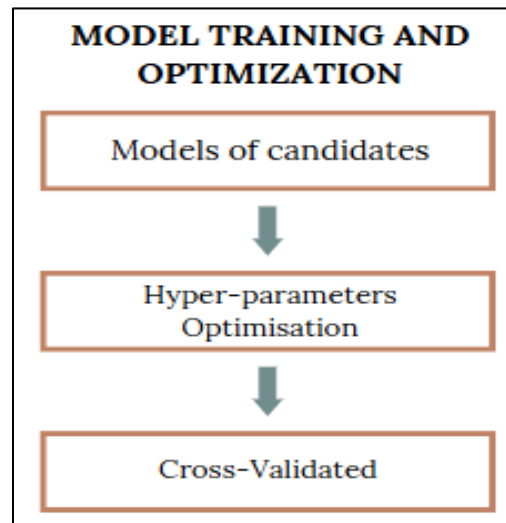 MODEL TRAINING AND
OPTIMIZATION
Models of candidates
Hyper-parameters
Optimisation
Cross-Validated